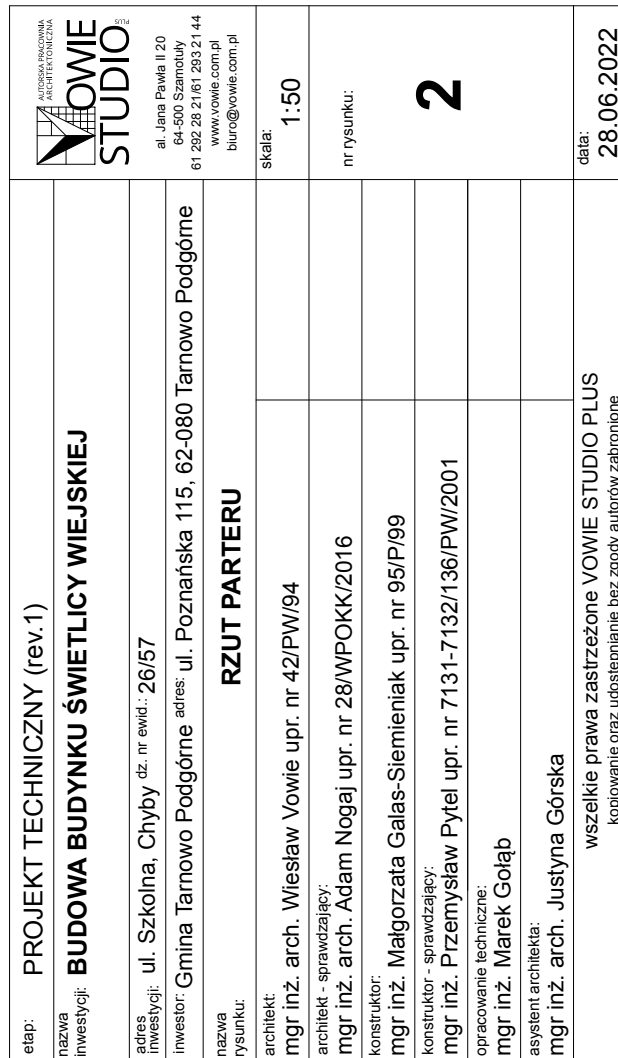 etap: PROJEKT TECHNICZNY (rev.1)
nazwa
inwestycji: BUDOWA BUDYNKU ŚWIETLICY WIEJSKIEJ
adres
inwestycji: ul. Szkolna, Chyby dz. nr ewid.: 26/57
inwestor: Gmina Tarnowo Podgórne adres: ul. Poznańska 115, 62-080 Tarnowo Podgórne
AUTORSKA PRACOWNIA
ARCHITEKTONICZNA
VOWIE
STUDIO PLUS
al. Jana Pawła II 20
64-500 Szamotuły
61 292 28 21/61 293 21 44
www.vowie.com.pl
biuro@vowie.com.pl
nazwa
rysunku:
RZUT PARTERU
skala:
1:50
architekt:
mgr inż. arch. Wiesław Vowie upr. nr 42/PW/94
architekt - sprawdzający:
mgr inż. arch. Adam Nogaj upr. nr 28/WPOKK/2016
konstruktor:
mgr inż. Małgorzata Galas-Siemieniak upr. nr 95/P/99
konstruktor - sprawdzający:
mgr inż. Przemysław Pytel upr. nr 7131-7132/136/PW/2001
opracowanie techniczne:
mgr inż. Marek Gołąb
asystent architekta:
mgr inż. arch. Justyna Górska
nr rysunku:
2
wszelkie prawa zastrzeżone VOWIE STUDIO PLUS
kopiowanie oraz udostępnianie bez zgody autorów zabronione
data:
28.06.2022